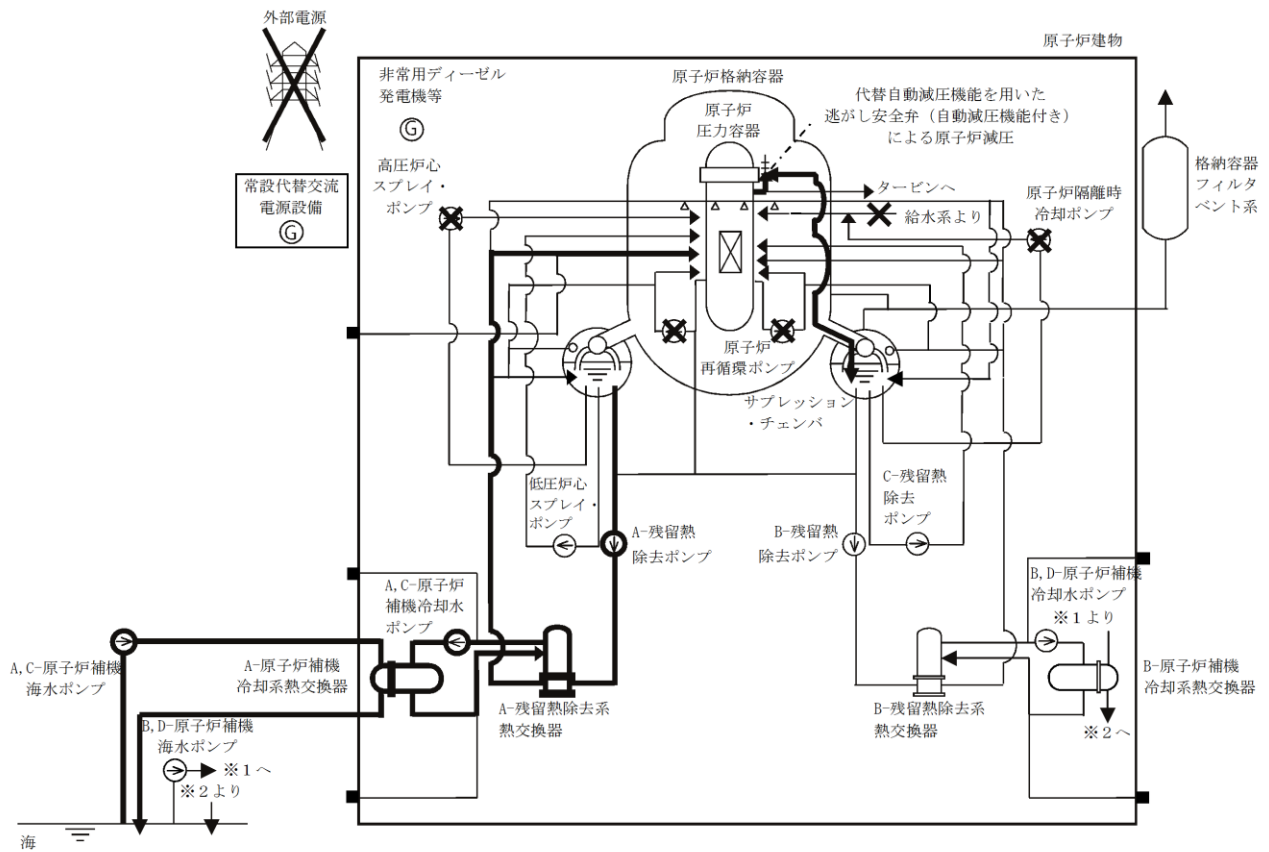 外部電源
原子炉建物
非常用ディーゼル
発電機等
G
原子炉格納容器
原子炉
圧力容器
代替自動減圧機能を用いた
逃がし安全弁(自動減圧機能付き)
による原子炉減圧
常設代替交流
電源設備
G
高圧炉心
スプレイ・
ポンプ
タービンへ
給水系より
原子炉隔離時
冷却ポンプ
格納容器
フィルタ
ベント系
原子炉
再循環ポンプ
サプレッション
・チェンバ
低圧炉心
スプレイ・
ポンプ
A-残留熱
除去ポンプ
B-残留熱
除去ポンプ
C-残留熱
除去
ポンプ
A,C-原子炉
補機冷却水
ポンプ
B,D-原子炉補機
冷却水ポンプ
※1より
A,C-原子炉補機
海水ポンプ
A-原子炉補機
冷却系熱交換器
A-残留熱除去系
熱交換器
B-残留熱除去系
熱交換器
B-原子炉補機
冷却系熱交換器
※2へ
B,D-原子炉補機
海水ポンプ
※1へ
※2より
海